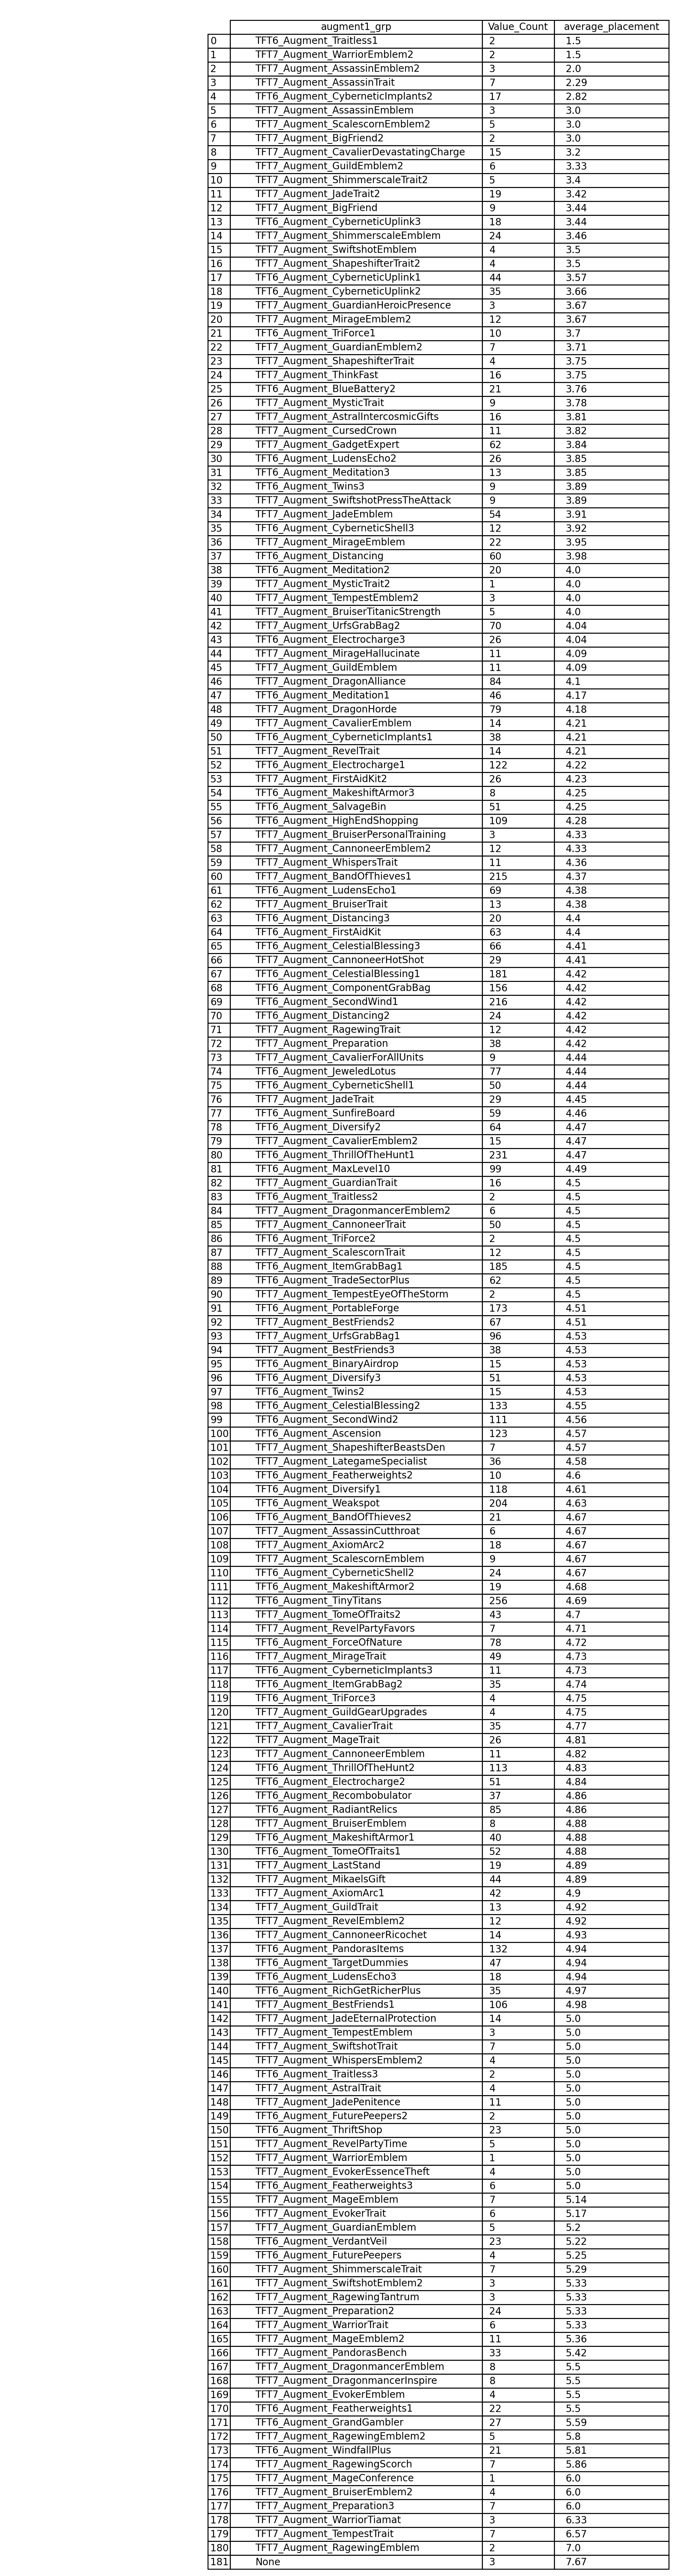 augment1_grp Value_Count average_placement
0 TFT6_Augment_Traitless1 2 1.5
1 TFT7_Augment_WarriorEmblem2 2 1.5
2 TFT7_Augment_AssassinEmblem2 3 2.0
3 TFT7_Augment_AssassinTrait 7 2.29
4 TFT6_Augment_CyberneticImplants2 17 2.82
5 TFT7_Augment_AssassinEmblem 3 3.0
6 TFT7_Augment_ScalescornEmblem2 5 3.0
7 TFT7_Augment_BigFriend2 2 3.0
8 TFT7_Augment_CavalierDevastatingCharge 15 3.2
9 TFT7_Augment_GuildEmblem2 6 3.33
10 TFT7_Augment_ShimmerscaleTrait2 5 3.4
11 TFT7_Augment_JadeTrait2 19 3.42
12 TFT7_Augment_BigFriend 9 3.44
13 TFT6_Augment_CyberneticUplink3 18 3.44
14 TFT7_Augment_ShimmerscaleEmblem 24 3.46
15 TFT7_Augment_SwiftshotEmblem 4 3.5
16 TFT7_Augment_ShapeshifterTrait2 4 3.5
17 TFT6_Augment_CyberneticUplink1 44 3.57
18 TFT6_Augment_CyberneticUplink2 35 3.66
19 TFT7_Augment_GuardianHeroicPresence 3 3.67
20 TFT7_Augment_MirageEmblem2 12 3.67
21 TFT6_Augment_TriForce1 10 3.7
22 TFT7_Augment_GuardianEmblem2 7 3.71
23 TFT7_Augment_ShapeshifterTrait 4 3.75
24 TFT7_Augment_ThinkFast 16 3.75
25 TFT6_Augment_BlueBattery2 21 3.76
26 TFT7_Augment_MysticTrait 9 3.78
27 TFT7_Augment_AstralIntercosmicGifts 16 3.81
28 TFT7_Augment_CursedCrown 11 3.82
29 TFT7_Augment_GadgetExpert 62 3.84
30 TFT6_Augment_LudensEcho2 26 3.85
31 TFT6_Augment_Meditation3 13 3.85
32 TFT6_Augment_Twins3 9 3.89
33 TFT7_Augment_SwiftshotPressTheAttack 9 3.89
34 TFT7_Augment_JadeEmblem 54 3.91
35 TFT6_Augment_CyberneticShell3 12 3.92
36 TFT7_Augment_MirageEmblem 22 3.95
37 TFT6_Augment_Distancing 60 3.98
38 TFT6_Augment_Meditation2 20 4.0
39 TFT7_Augment_MysticTrait2 1 4.0
40 TFT7_Augment_TempestEmblem2 3 4.0
41 TFT7_Augment_BruiserTitanicStrength 5 4.0
42 TFT7_Augment_UrfsGrabBag2 70 4.04
43 TFT6_Augment_Electrocharge3 26 4.04
44 TFT7_Augment_MirageHallucinate 11 4.09
45 TFT7_Augment_GuildEmblem 11 4.09
46 TFT7_Augment_DragonAlliance 84 4.1
47 TFT6_Augment_Meditation1 46 4.17
48 TFT7_Augment_DragonHorde 79 4.18
49 TFT7_Augment_CavalierEmblem 14 4.21
50 TFT6_Augment_CyberneticImplants1 38 4.21
51 TFT7_Augment_RevelTrait 14 4.21
52 TFT6_Augment_Electrocharge1 122 4.22
53 TFT7_Augment_FirstAidKit2 26 4.23
54 TFT6_Augment_MakeshiftArmor3 8 4.25
55 TFT6_Augment_SalvageBin 51 4.25
56 TFT6_Augment_HighEndShopping 109 4.28
57 TFT7_Augment_BruiserPersonalTraining 3 4.33
58 TFT7_Augment_CannoneerEmblem2 12 4.33
59 TFT7_Augment_WhispersTrait 11 4.36
60 TFT6_Augment_BandOfThieves1 215 4.37
61 TFT6_Augment_LudensEcho1 69 4.38
62 TFT7_Augment_BruiserTrait 13 4.38
63 TFT6_Augment_Distancing3 20 4.4
64 TFT6_Augment_FirstAidKit 63 4.4
65 TFT6_Augment_CelestialBlessing3 66 4.41
66 TFT7_Augment_CannoneerHotShot 29 4.41
67 TFT6_Augment_CelestialBlessing1 181 4.42
68 TFT6_Augment_ComponentGrabBag 156 4.42
69 TFT6_Augment_SecondWind1 216 4.42
70 TFT6_Augment_Distancing2 24 4.42
71 TFT7_Augment_RagewingTrait 12 4.42
72 TFT7_Augment_Preparation 38 4.42
73 TFT7_Augment_CavalierForAllUnits 9 4.44
74 TFT6_Augment_JeweledLotus 77 4.44
75 TFT6_Augment_CyberneticShell1 50 4.44
76 TFT7_Augment_JadeTrait 29 4.45
77 TFT6_Augment_SunfireBoard 59 4.46
78 TFT6_Augment_Diversify2 64 4.47
79 TFT7_Augment_CavalierEmblem2 15 4.47
80 TFT6_Augment_ThrillOfTheHunt1 231 4.47
81 TFT6_Augment_MaxLevel10 99 4.49
82 TFT7_Augment_GuardianTrait 16 4.5
83 TFT6_Augment_Traitless2 2 4.5
84 TFT7_Augment_DragonmancerEmblem2 6 4.5
85 TFT7_Augment_CannoneerTrait 50 4.5
86 TFT6_Augment_TriForce2 2 4.5
87 TFT7_Augment_ScalescornTrait 12 4.5
88 TFT6_Augment_ItemGrabBag1 185 4.5
89 TFT6_Augment_TradeSectorPlus 62 4.5
90 TFT7_Augment_TempestEyeOfTheStorm 2 4.5
91 TFT6_Augment_PortableForge 173 4.51
92 TFT7_Augment_BestFriends2 67 4.51
93 TFT7_Augment_UrfsGrabBag1 96 4.53
94 TFT7_Augment_BestFriends3 38 4.53
95 TFT6_Augment_BinaryAirdrop 15 4.53
96 TFT6_Augment_Diversify3 51 4.53
97 TFT6_Augment_Twins2 15 4.53
98 TFT6_Augment_CelestialBlessing2 133 4.55
99 TFT6_Augment_SecondWind2 111 4.56
100 TFT6_Augment_Ascension 123 4.57
101 TFT7_Augment_ShapeshifterBeastsDen 7 4.57
102 TFT7_Augment_LategameSpecialist 36 4.58
103 TFT6_Augment_Featherweights2 10 4.6
104 TFT6_Augment_Diversify1 118 4.61
105 TFT6_Augment_Weakspot 204 4.63
106 TFT6_Augment_BandOfThieves2 21 4.67
107 TFT7_Augment_AssassinCutthroat 6 4.67
108 TFT7_Augment_AxiomArc2 18 4.67
109 TFT7_Augment_ScalescornEmblem 9 4.67
110 TFT6_Augment_CyberneticShell2 24 4.67
111 TFT6_Augment_MakeshiftArmor2 19 4.68
112 TFT6_Augment_TinyTitans 256 4.69
113 TFT7_Augment_TomeOfTraits2 43 4.7
114 TFT7_Augment_RevelPartyFavors 7 4.71
115 TFT6_Augment_ForceOfNature 78 4.72
116 TFT7_Augment_MirageTrait 49 4.73
117 TFT6_Augment_CyberneticImplants3 11 4.73
118 TFT6_Augment_ItemGrabBag2 35 4.74
119 TFT6_Augment_TriForce3 4 4.75
120 TFT7_Augment_GuildGearUpgrades 4 4.75
121 TFT7_Augment_CavalierTrait 35 4.77
122 TFT7_Augment_MageTrait 26 4.81
123 TFT7_Augment_CannoneerEmblem 11 4.82
124 TFT6_Augment_ThrillOfTheHunt2 113 4.83
125 TFT6_Augment_Electrocharge2 51 4.84
126 TFT6_Augment_Recombobulator 37 4.86
127 TFT6_Augment_RadiantRelics 85 4.86
128 TFT7_Augment_BruiserEmblem 8 4.88
129 TFT6_Augment_MakeshiftArmor1 40 4.88
130 TFT6_Augment_TomeOfTraits1 52 4.88
131 TFT7_Augment_LastStand 19 4.89
132 TFT7_Augment_MikaelsGift 44 4.89
133 TFT7_Augment_AxiomArc1 42 4.9
134 TFT7_Augment_GuildTrait 13 4.92
135 TFT7_Augment_RevelEmblem2 12 4.92
136 TFT7_Augment_CannoneerRicochet 14 4.93
137 TFT6_Augment_PandorasItems 132 4.94
138 TFT6_Augment_TargetDummies 47 4.94
139 TFT6_Augment_LudensEcho3 18 4.94
140 TFT6_Augment_RichGetRicherPlus 35 4.97
141 TFT7_Augment_BestFriends1 106 4.98
142 TFT7_Augment_JadeEternalProtection 14 5.0
143 TFT7_Augment_TempestEmblem 3 5.0
144 TFT7_Augment_SwiftshotTrait 7 5.0
145 TFT7_Augment_WhispersEmblem2 4 5.0
146 TFT6_Augment_Traitless3 2 5.0
147 TFT7_Augment_AstralTrait 4 5.0
148 TFT7_Augment_JadePenitence 11 5.0
149 TFT6_Augment_FuturePeepers2 2 5.0
150 TFT6_Augment_ThriftShop 23 5.0
151 TFT7_Augment_RevelPartyTime 5 5.0
152 TFT7_Augment_WarriorEmblem 1 5.0
153 TFT7_Augment_EvokerEssenceTheft 4 5.0
154 TFT6_Augment_Featherweights3 6 5.0
155 TFT7_Augment_MageEmblem 7 5.14
156 TFT7_Augment_EvokerTrait 6 5.17
157 TFT7_Augment_GuardianEmblem 5 5.2
158 TFT6_Augment_VerdantVeil 23 5.22
159 TFT6_Augment_FuturePeepers 4 5.25
160 TFT7_Augment_ShimmerscaleTrait 7 5.29
161 TFT7_Augment_SwiftshotEmblem2 3 5.33
162 TFT7_Augment_RagewingTantrum 3 5.33
163 TFT7_Augment_Preparation2 24 5.33
164 TFT7_Augment_WarriorTrait 6 5.33
165 TFT7_Augment_MageEmblem2 11 5.36
166 TFT7_Augment_PandorasBench 33 5.42
167 TFT7_Augment_DragonmancerEmblem 8 5.5
168 TFT7_Augment_DragonmancerInspire 8 5.5
169 TFT7_Augment_EvokerEmblem 4 5.5
170 TFT6_Augment_Featherweights1 22 5.5
171 TFT6_Augment_GrandGambler 27 5.59
172 TFT7_Augment_RagewingEmblem2 5 5.8
173 TFT6_Augment_WindfallPlus 21 5.81
174 TFT7_Augment_RagewingScorch 7 5.86
175 TFT7_Augment_MageConference 1 6.0
176 TFT7_Augment_BruiserEmblem2 4 6.0
177 TFT7_Augment_Preparation3 7 6.0
178 TFT7_Augment_WarriorTiamat 3 6.33
179 TFT7_Augment_TempestTrait 7 6.57
180 TFT7_Augment_RagewingEmblem 2 7.0
181 None 3 7.67